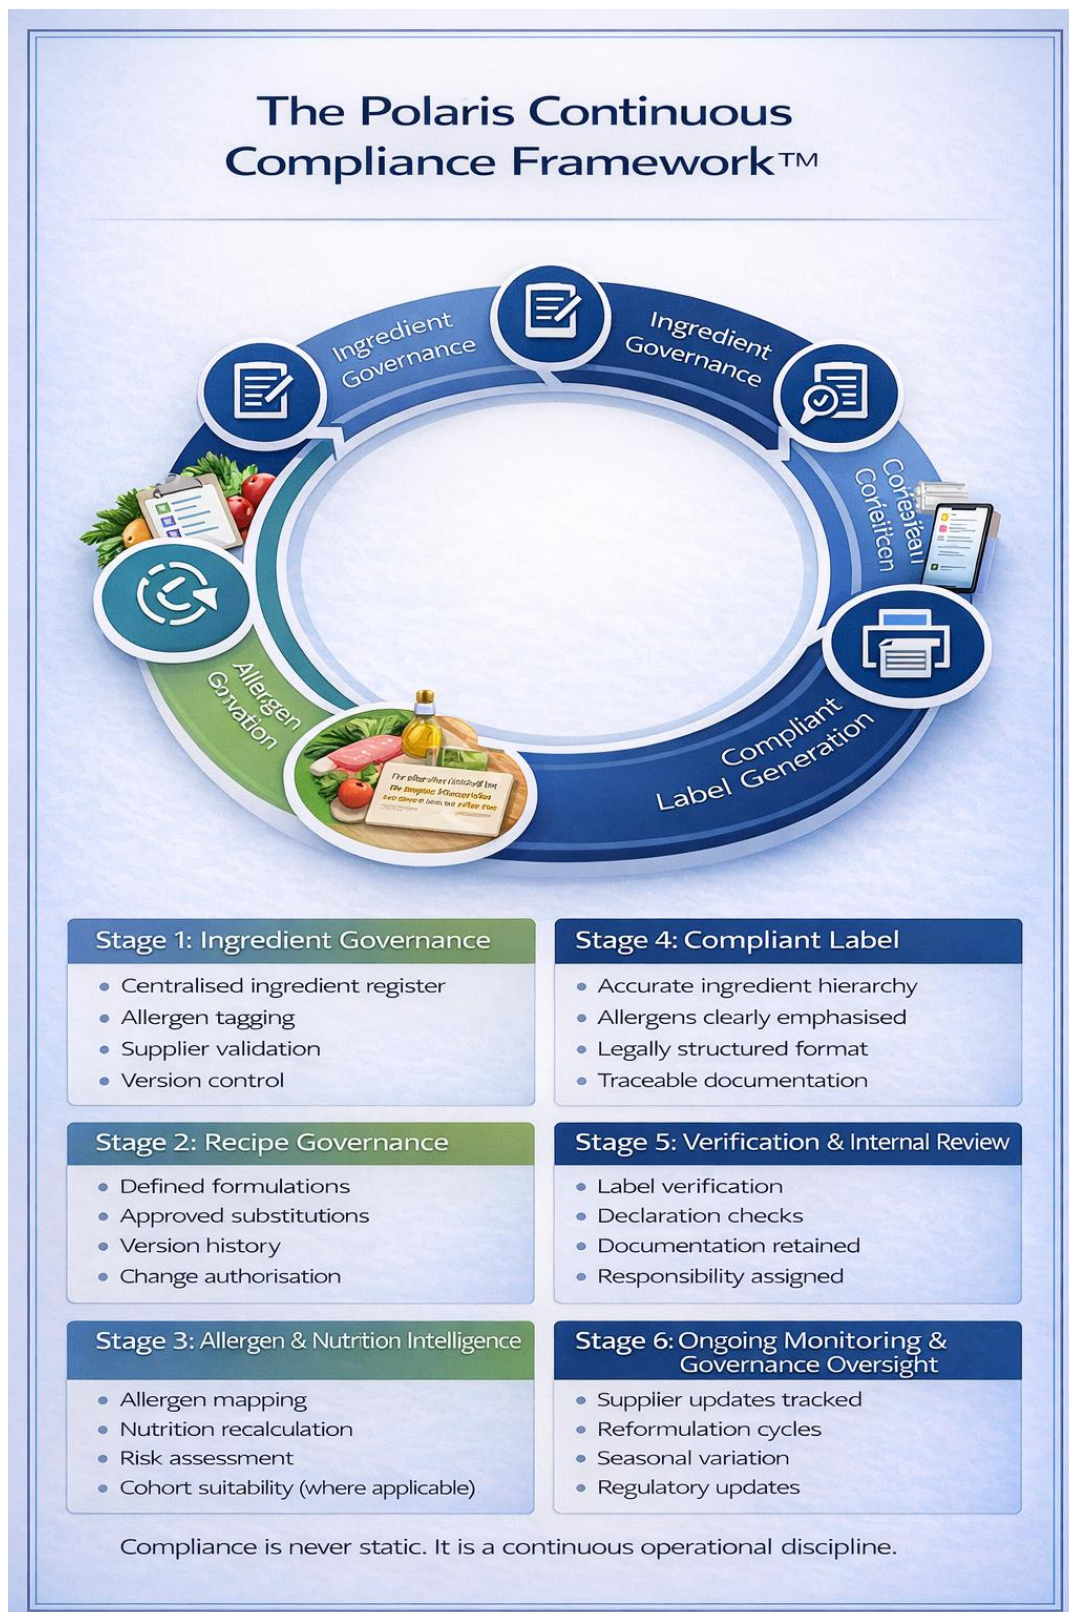 The Polaris Continuous
Compliance Framework™
Ingredient
Governance
Ingredient
Governance
Allergen
Compliant
Label Generation
Stage 1: Ingredient Governance
• Centralised ingredient register
• Allergen tagging
• Supplier validation
• Version control
Stage 4: Compliant Label
• Accurate ingredient hierarchy
• Allergens clearly emphasised
• Legally structured format
• Traceable documentation
Stage 2: Recipe Governance
• Defined formulations
• Approved substitutions
• Version history
• Change authorisation
Stage 5: Verification & Internal Review
• Label verification
• Declaration checks
• Documentation retained
• Responsibility assigned
Stage 3: Allergen & Nutrition Intelligence
• Allergen mapping
• Nutrition recalculation
• Risk assessment
• Cohort suitability (where applicable)
Stage 6: Ongoing Monitoring &
Governance Oversight
• Supplier updates tracked
• Reformulation cycles
• Seasonal variation
• Regulatory updates
Compliance is never static. It is a continuous operational discipline.